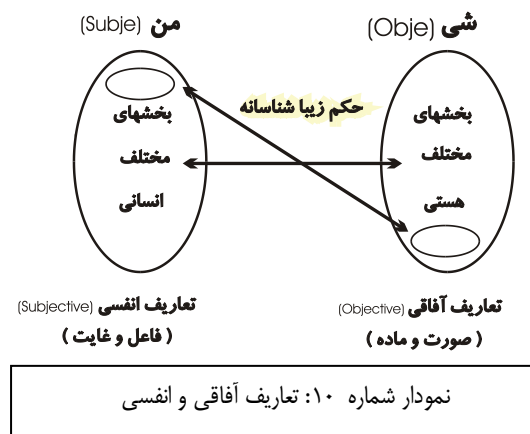 شی (Obje)
من (Subje)
حکم زیبا شناسانه
بخشهای
مختلف
هستی
بخشهای
مختلف
انسانی
تعاریف آفاقی (Objective)
( صورت و ماده )
تعاریف انفسی (Subjective)
( فاعل و غایت )
نمودار شماره ۱۰: تعاریف آفاقی و انفسی